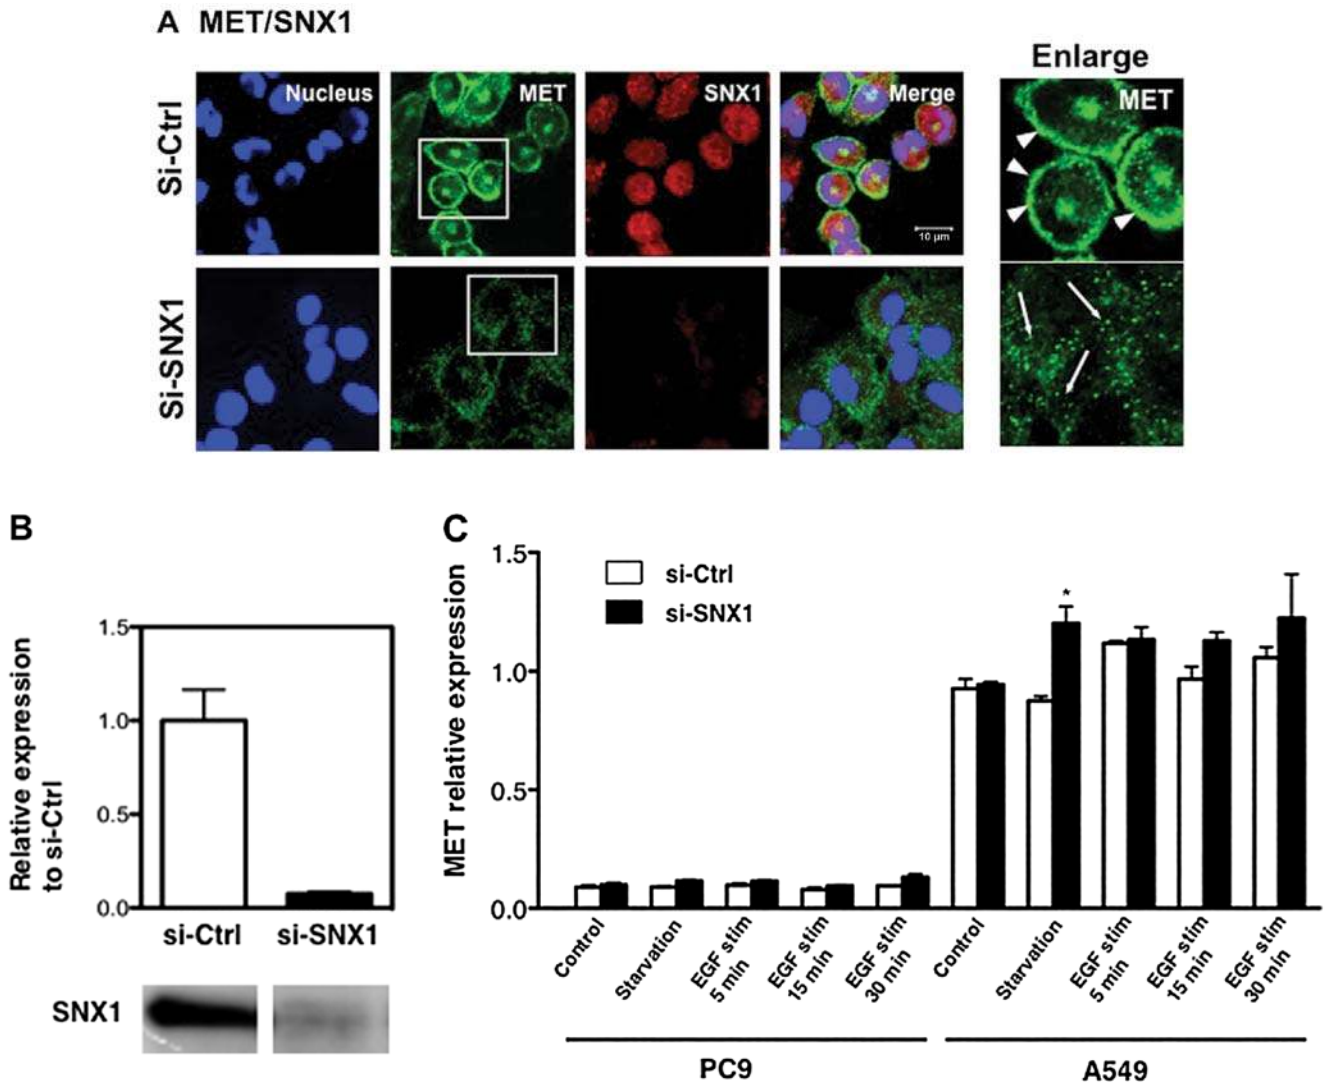 A MET/SNX1
Enlarge
Si-Ctrl
Nucleus
MET
SNX1
Merge
10 µm
MET
Si-SNX1
B
Relative expression
to si-Ctrl
1.5
1.0
0.5
0.0
si-Ctrl
si-SNX1
SNX1
C
MET relative expression
1.5
1.0
0.5
0.0
si-Ctrl
si-SNX1
*
Control
Starvation
EGF stim
5 min
EGF stim
15 min
EGF stim
30 min
Control
Starvation
EGF stim
5 min
EGF stim
15 min
EGF stim
30 min
PC9
A549